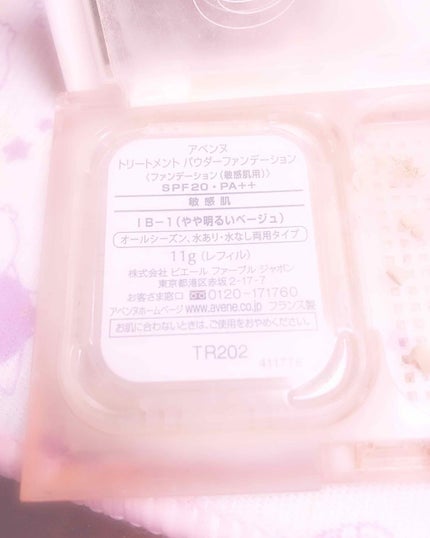 アベンヌ
トリートメント パウダーファンデーション
〈ファンデーション(敏感肌用)〉
SPF20・PA++
敏感肌
IB-1(やや明るいベージュ)
オールシーズン、水あり・水なし両用タイプ
11g(レフィル)
株式会社 ピエール ファーブル ジャポン
東京都港区赤坂2-17-7
お客さま窓口 0120-171760
アベンヌホームページ www.avene.co.jp フランス製
お肌に合わないときは、ご使用をおやめください。
TR202